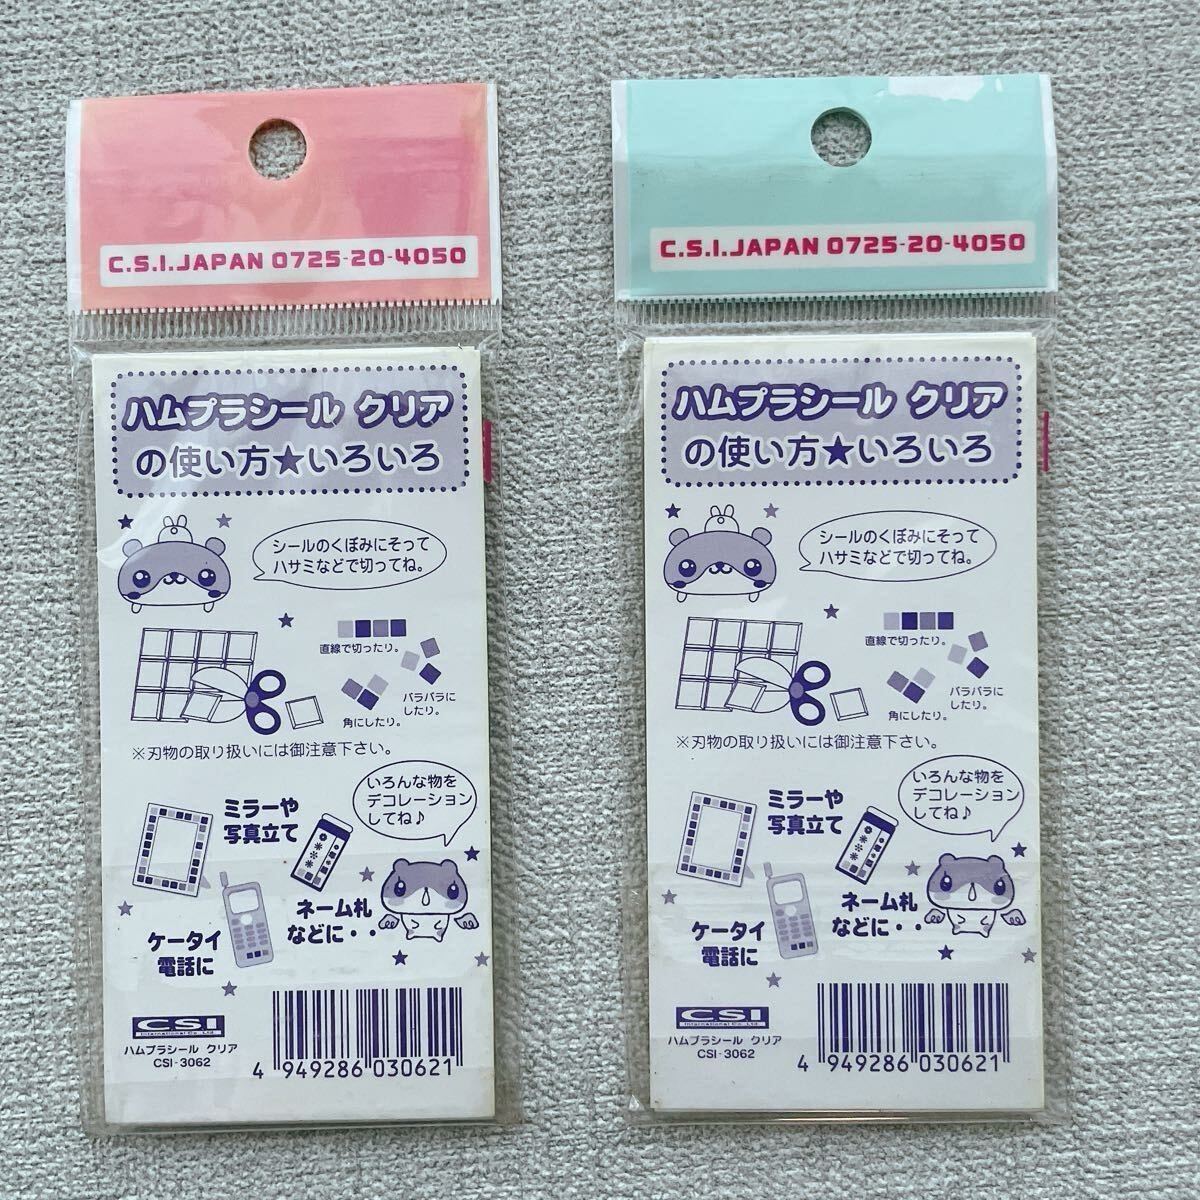 C.S.I.JAPAN 0725-20-4050
ハムプラシール クリア
の使い方★いろいろ
シールのくぼみにそって
ハサミなどで切ってね。
直線で切ったり。
バラバラに
したり。
角にしたり。
※刃物の取り扱いには御注意下さい。
いろんな物を
デコレーション
してね♪
ミラーや
写真立て
ネーム札
などに・・
ケータイ
電話に
CSI
International Co., Ltd.
ハムプラシール クリア
CSI-3062
4 949286 030621
C.S.I.JAPAN 0725-20-4050
ハムプラシール クリア
の使い方★いろいろ
シールのくぼみにそって
ハサミなどで切ってね。
直線で切ったり。
バラバラに
したり。
角にしたり。
※刃物の取り扱いには御注意下さい。
いろんな物を
デコレーション
してね♪
ミラーや
写真立て
ネーム札
などに・・
ケータイ
電話に
CSI
International Co., Ltd.
ハムプラシール クリア
CSI-3062
4 949286 030621